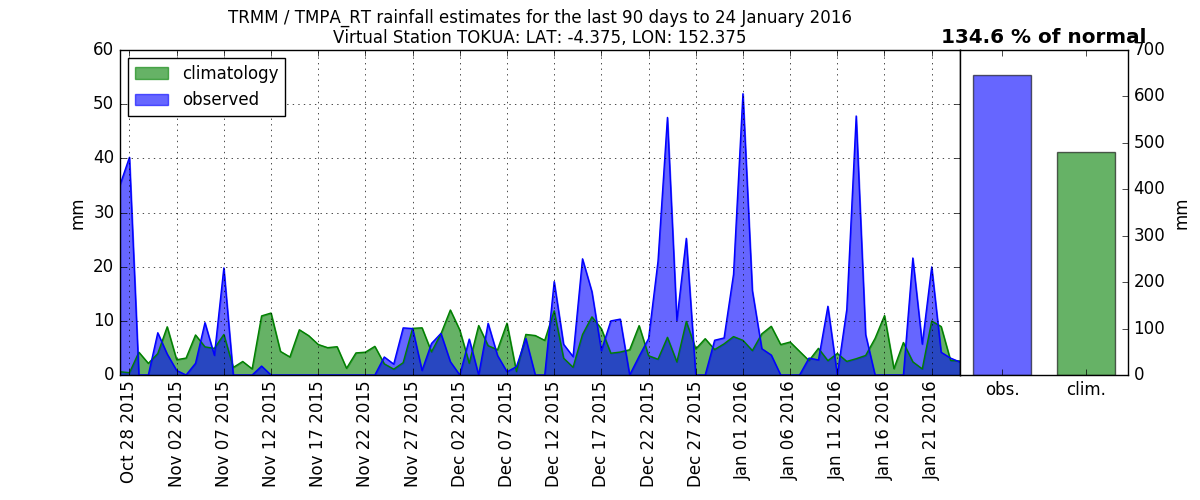 TRMM / TMPA_RT rainfall estimates for the last 90 days to 24 January 2016
Virtual Station TOKUA: LAT: -4.375, LON: 152.375
134.6 % of normal
climatology
observed
60
50
40
30
20
10
0
mm
Oct 28 2015
Nov 02 2015
Nov 07 2015
Nov 12 2015
Nov 17 2015
Nov 22 2015
Nov 27 2015
Dec 02 2015
Dec 07 2015
Dec 12 2015
Dec 17 2015
Dec 22 2015
Dec 27 2015
Jan 01 2016
Jan 06 2016
Jan 11 2016
Jan 16 2016
Jan 21 2016
700
600
500
400
300
200
100
0
mm
obs.
clim.